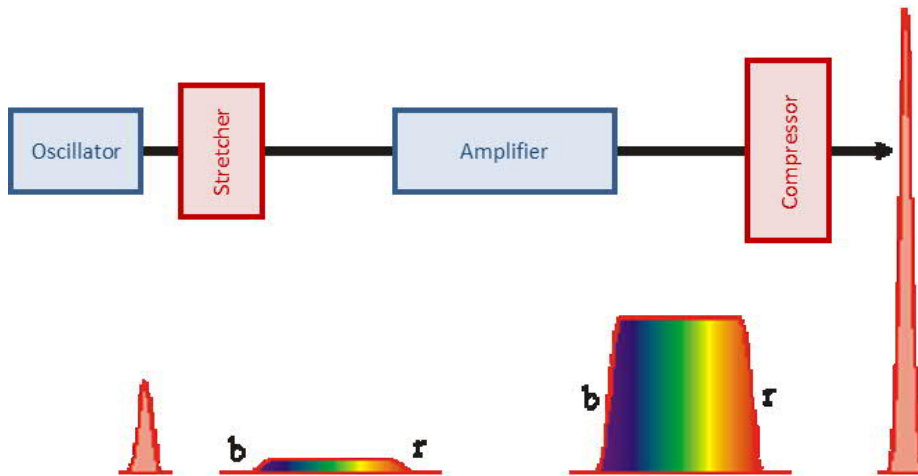 Oscillator
Stretcher
Amplifier
Compressor
b
r
b
r